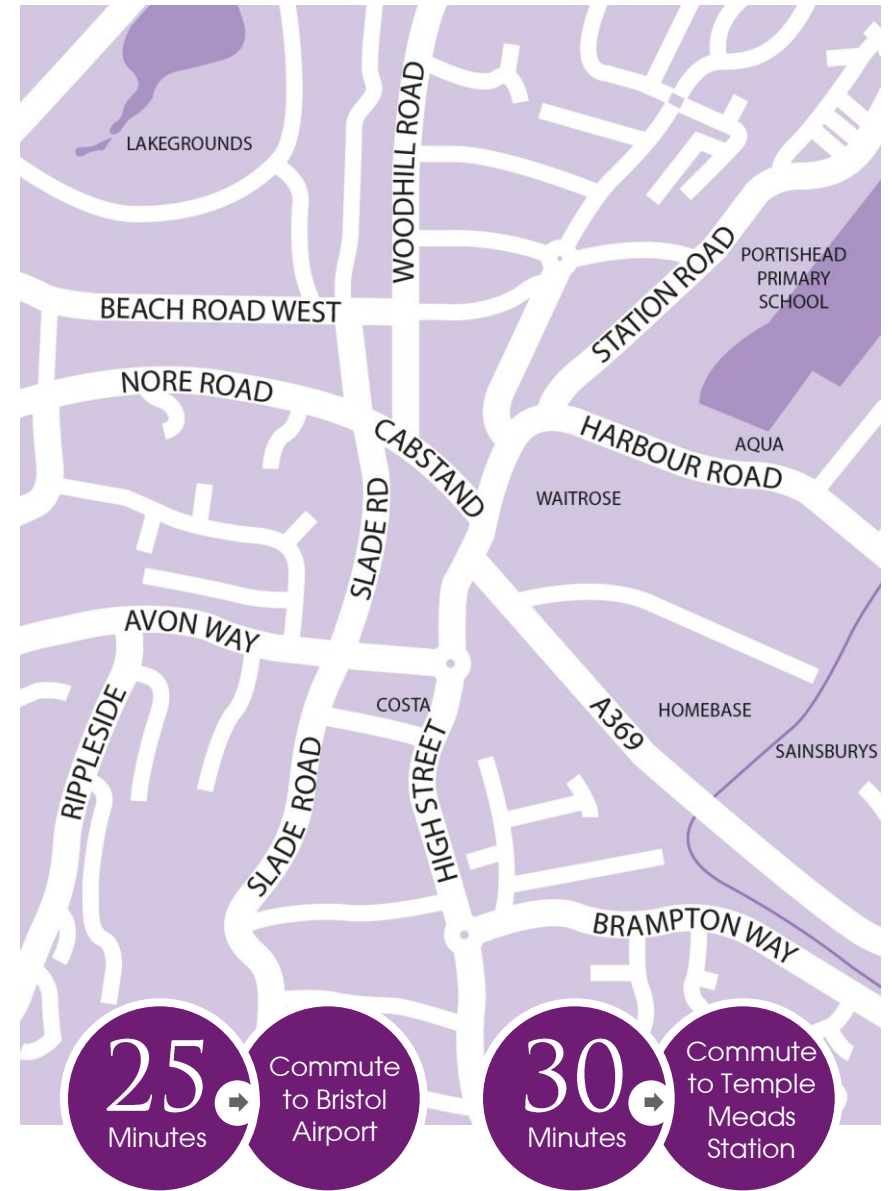 WOODHILL ROAD
LAKEGROUNDS
STATION ROAD
PORTISHEAD
PRIMARY
SCHOOL
BEACH ROAD WEST
NORE ROAD
CABSTAND
HARBOUR ROAD
AQUA
WAITROSE
SLADE RD
AVON WAY
COSTA
A369
HOMEBASE
SAINSBURYS
RIPPLESIDE
SLADE ROAD
HIGH STREET
BRAMPTON WAY
25
Minutes
Commute
to Bristol
Airport
30
Minutes
Commute
to Temple
Meads
Station